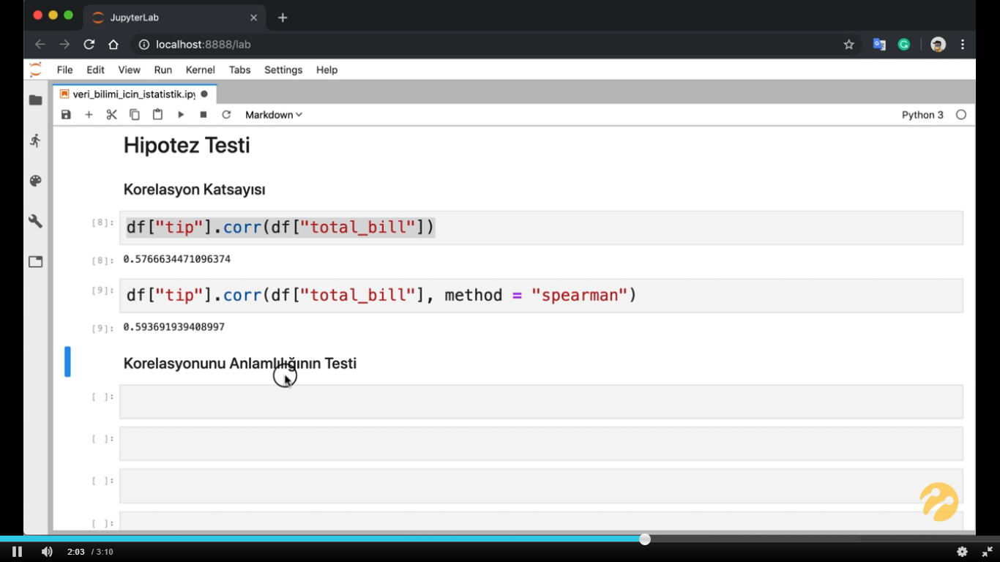 JupyterLab
localhost:8888/lab
File Edit View Run Kernel Tabs Settings Help
veri_bilimi_icin_istatistik.ipy
Markdown
Python 3
Hipotez Testi
Korelasyon Katsayısı
[8]: df["tip"].corr(df["total_bill"])
[8]: 0.5766634471096374
[9]: df["tip"].corr(df["total_bill"], method = "spearman")
[9]: 0.593691939408997
Korelasyonunu Anlamlılığının Testi
[ ]:
[ ]:
[ ]:
[ ]:
2:03 / 3:10